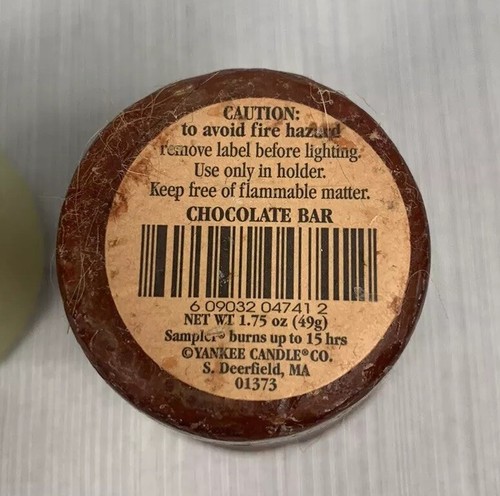 CAUTION:
to avoid fire hazard
remove label before lighting.
Use only in holder.
Keep free of flammable matter.
CHOCOLATE BAR
6 09032 04741 2
NET WT 1.75 oz (49g)
Sampler® burns up to 15 hrs
©YANKEE CANDLE®CO.
S. Deerfield, MA
01373